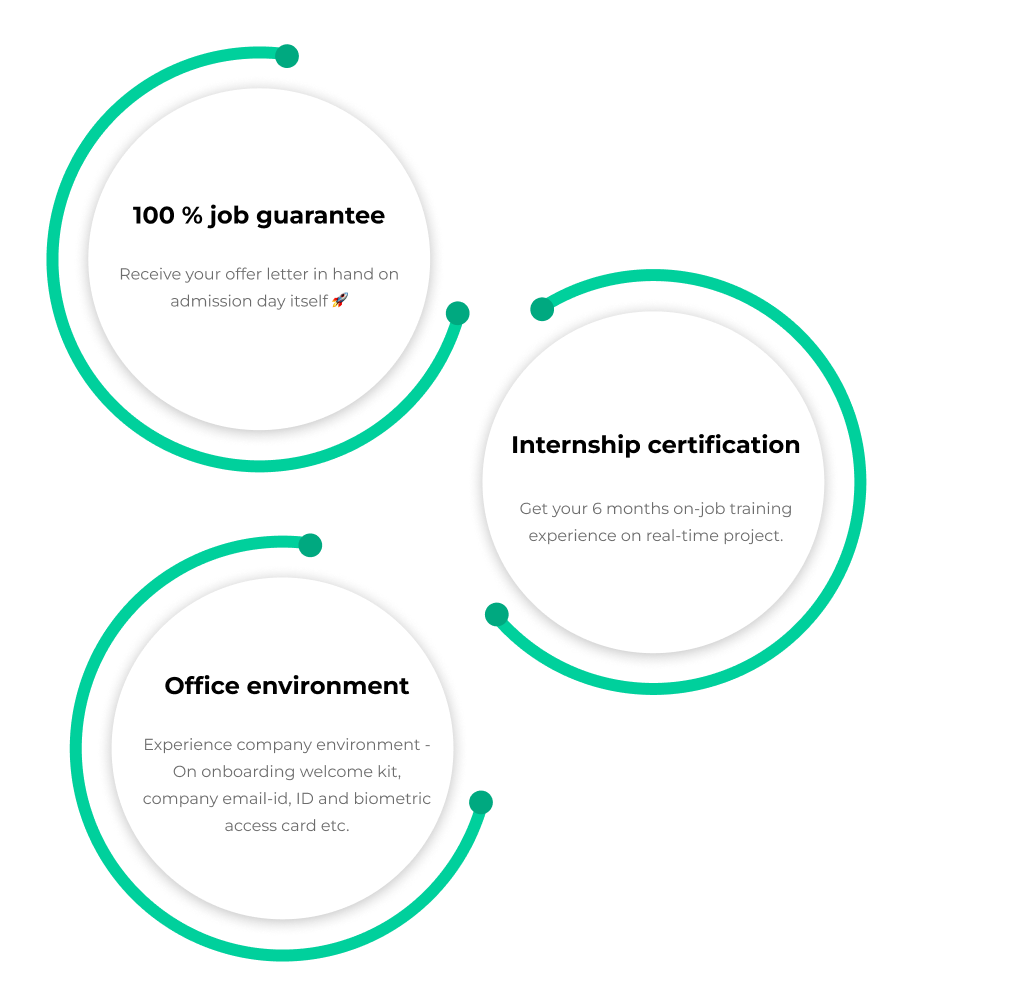 100 % job guarantee
Receive your offer letter in hand on
admission day itself 🚀
Internship certification
Get your 6 months on-job training
experience on real-time project.
Office environment
Experience company environment -
On onboarding welcome kit,
company email-id, ID and biometric
access card etc.